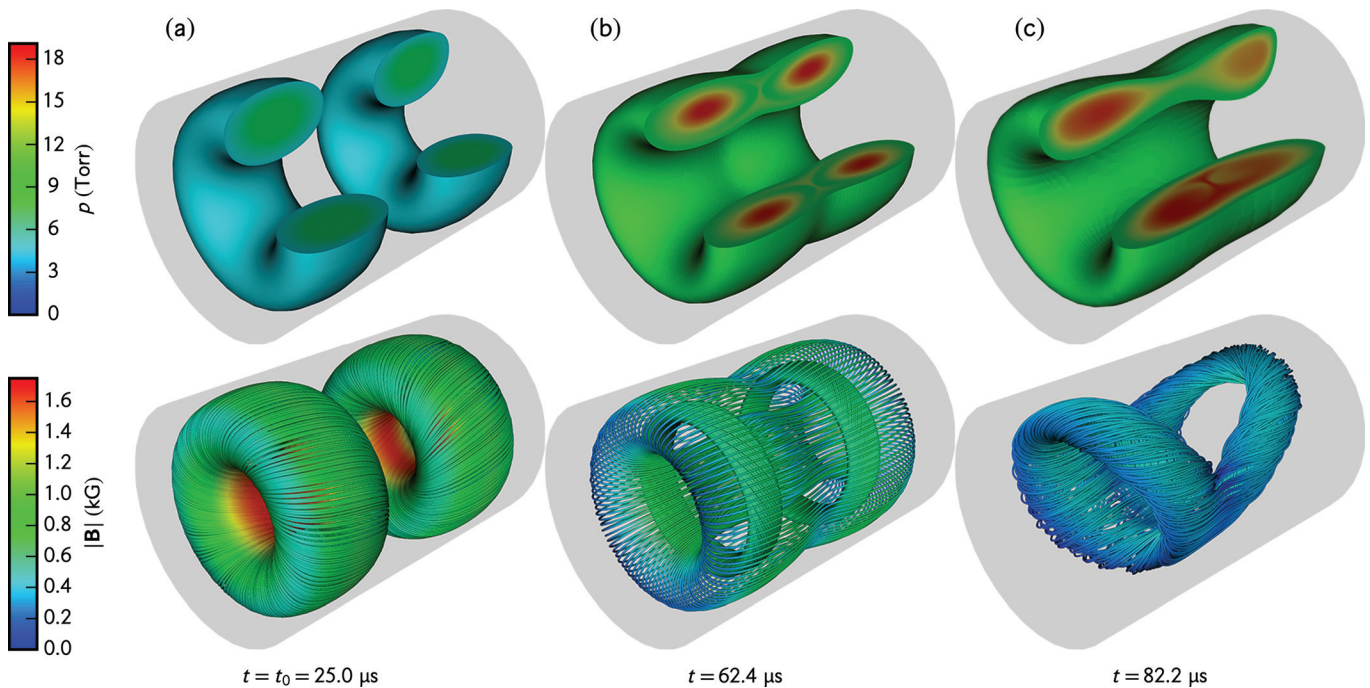 (a)
(b)
(c)
18
15
12
9
6
3
0
p (Torr)
1.6
1.4
1.2
1.0
0.8
0.6
0.4
0.2
0.0
|B| (kG)
t = t₀ = 25.0 µs
t = 62.4 µs
t = 82.2 µs